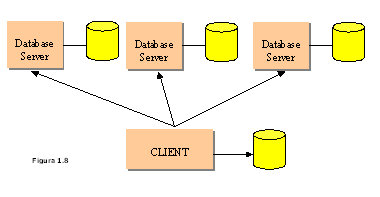 Database
Server
Database
Server
Database
Server
CLIENT
Figura 1.8